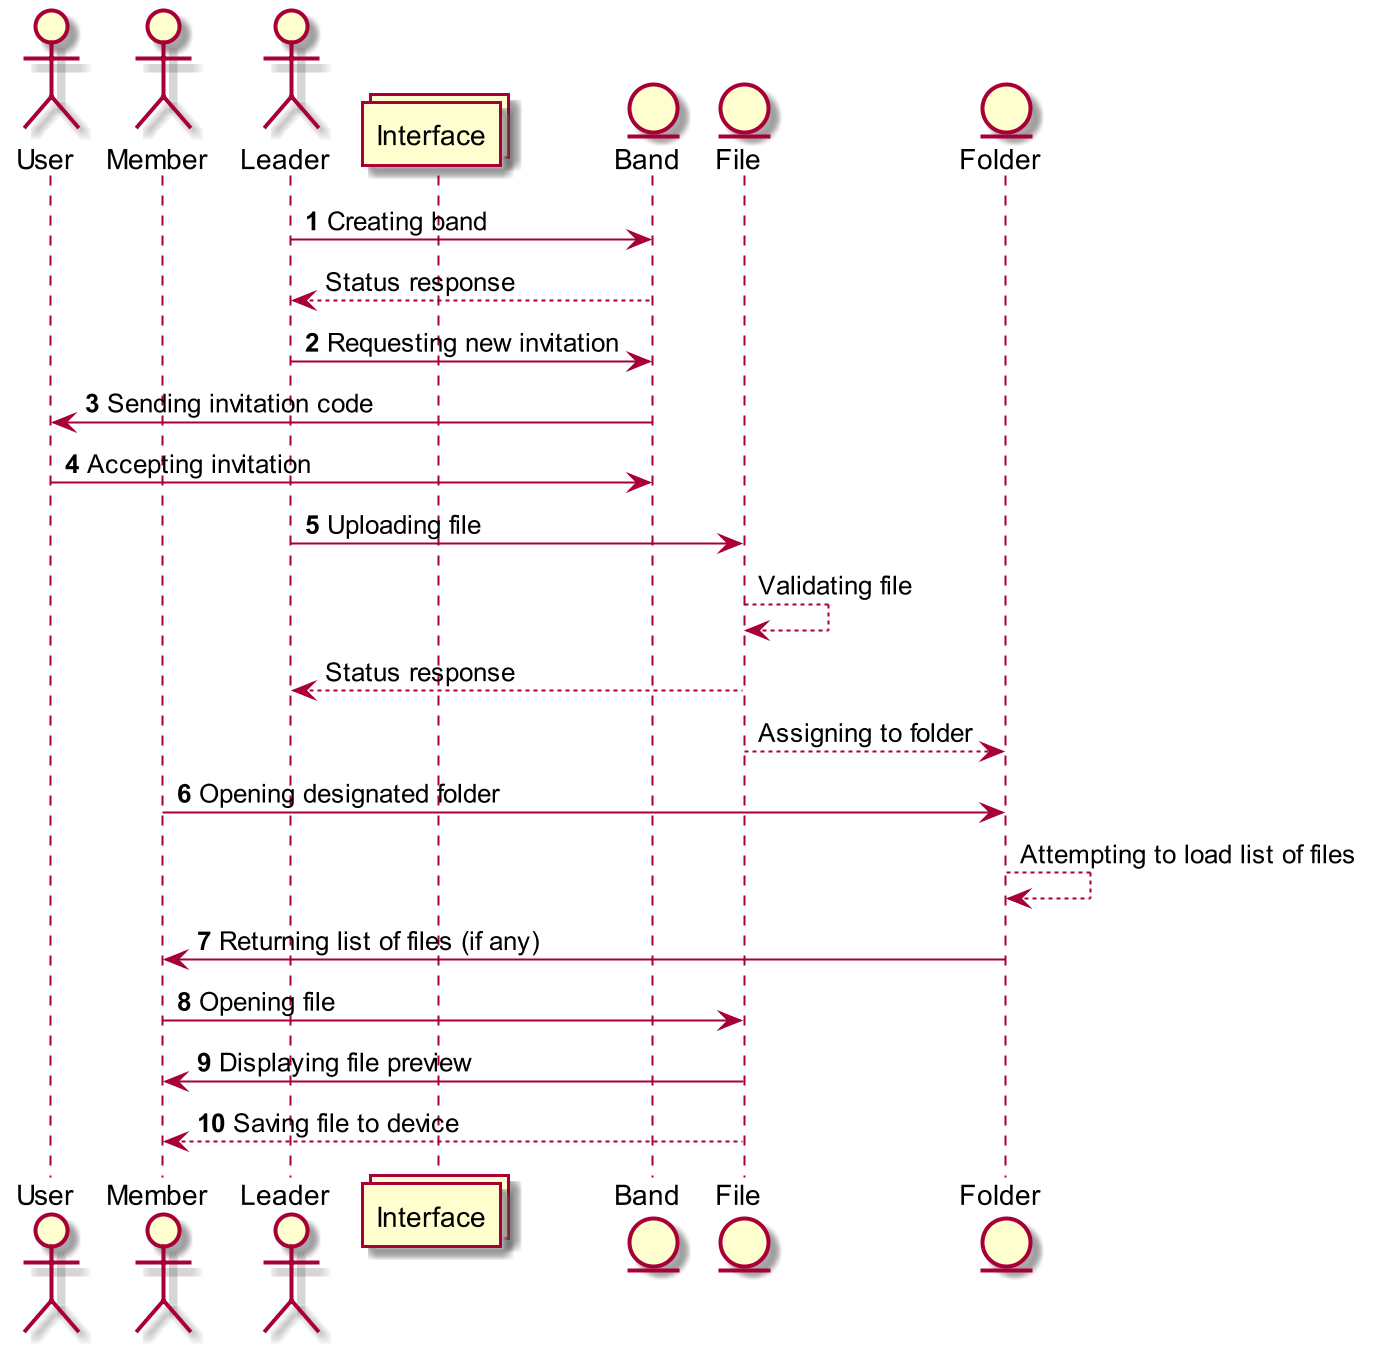 User Member Leader Interface Band File Folder
1 Creating band
Status response
2 Requesting new invitation
3 Sending invitation code
4 Accepting invitation
5 Uploading file
Validating file
Status response
Assigning to folder
6 Opening designated folder
Attempting to load list of files
7 Returning list of files (if any)
8 Opening file
9 Displaying file preview
10 Saving file to device
User Member Leader Interface Band File Folder